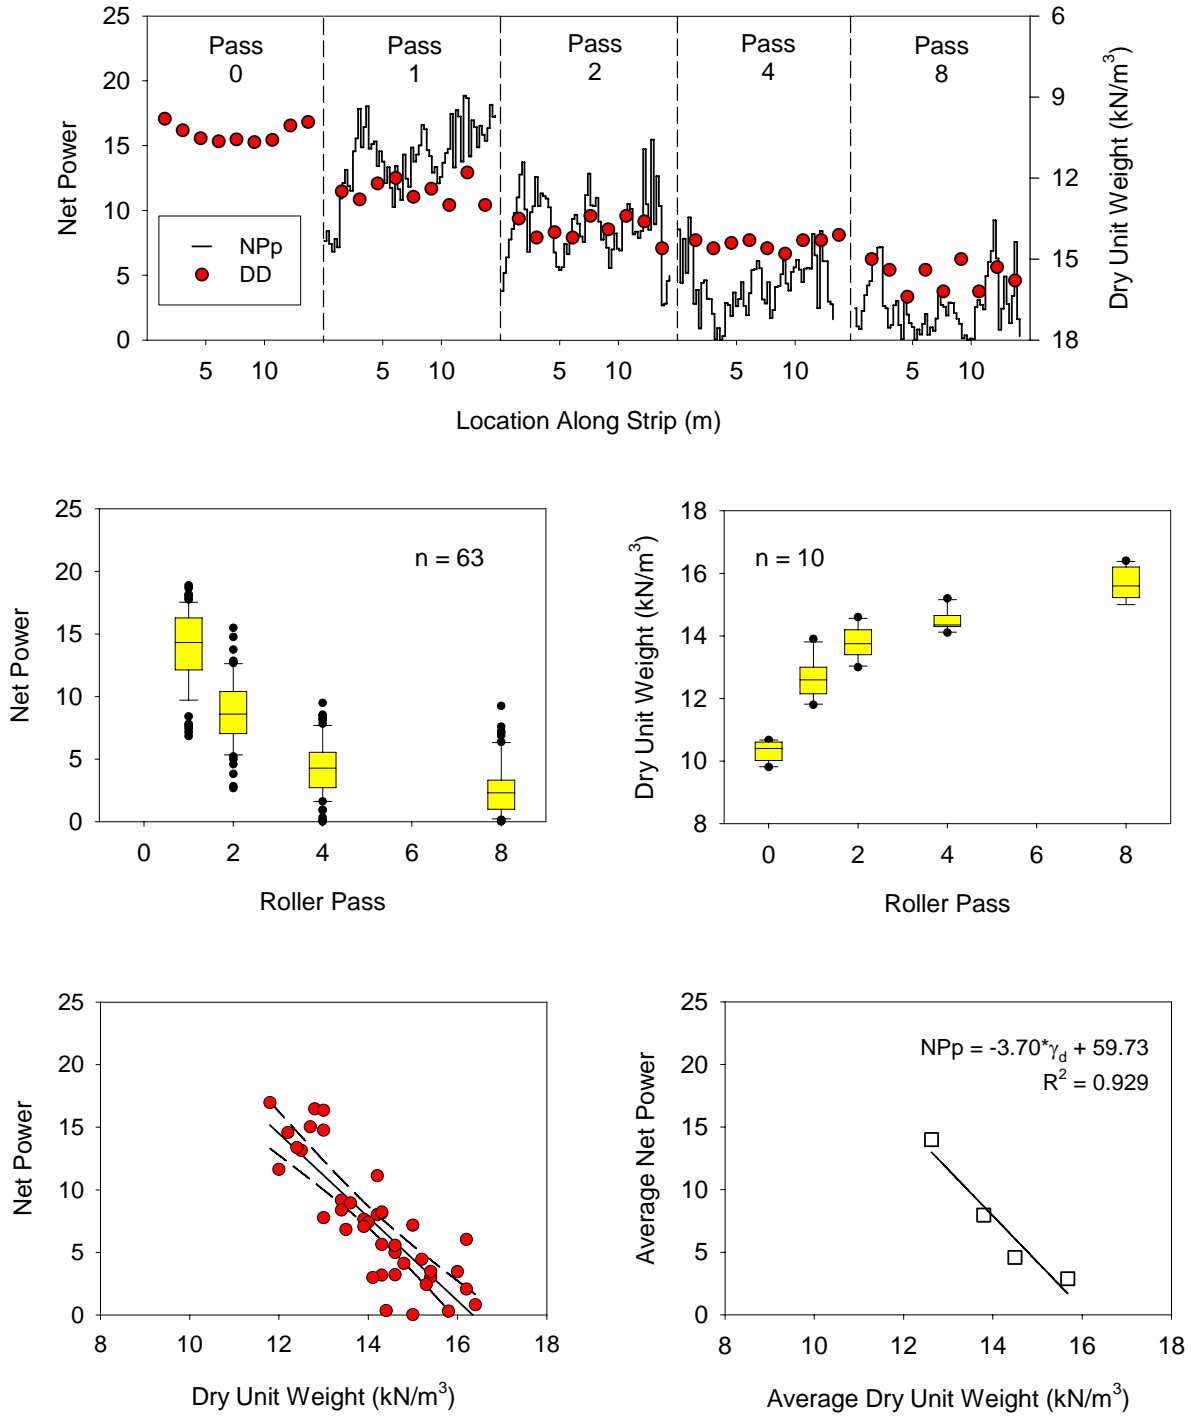 25
20
15
10
5
0
Net Power
Pass
0
Pass
1
Pass
2
Pass
4
Pass
8
NPp
DD
6
9
12
15
18
Dry Unit Weight (kN/m³)
5 10 5 10 5 10 5 10 5 10
Location Along Strip (m)
25
20
15
10
5
0
Net Power
n = 63
0 2 4 6 8
Roller Pass
18
16
14
12
10
8
Dry Unit Weight (kN/m³)
n = 10
0 2 4 6 8
Roller Pass
25
20
15
10
5
0
Net Power
8 10 12 14 16 18
Dry Unit Weight (kN/m³)
25
20
15
10
5
0
Average Net Power
NPp = -3.70*γd + 59.73
R² = 0.929
8 10 12 14 16 18
Average Dry Unit Weight (kN/m³)